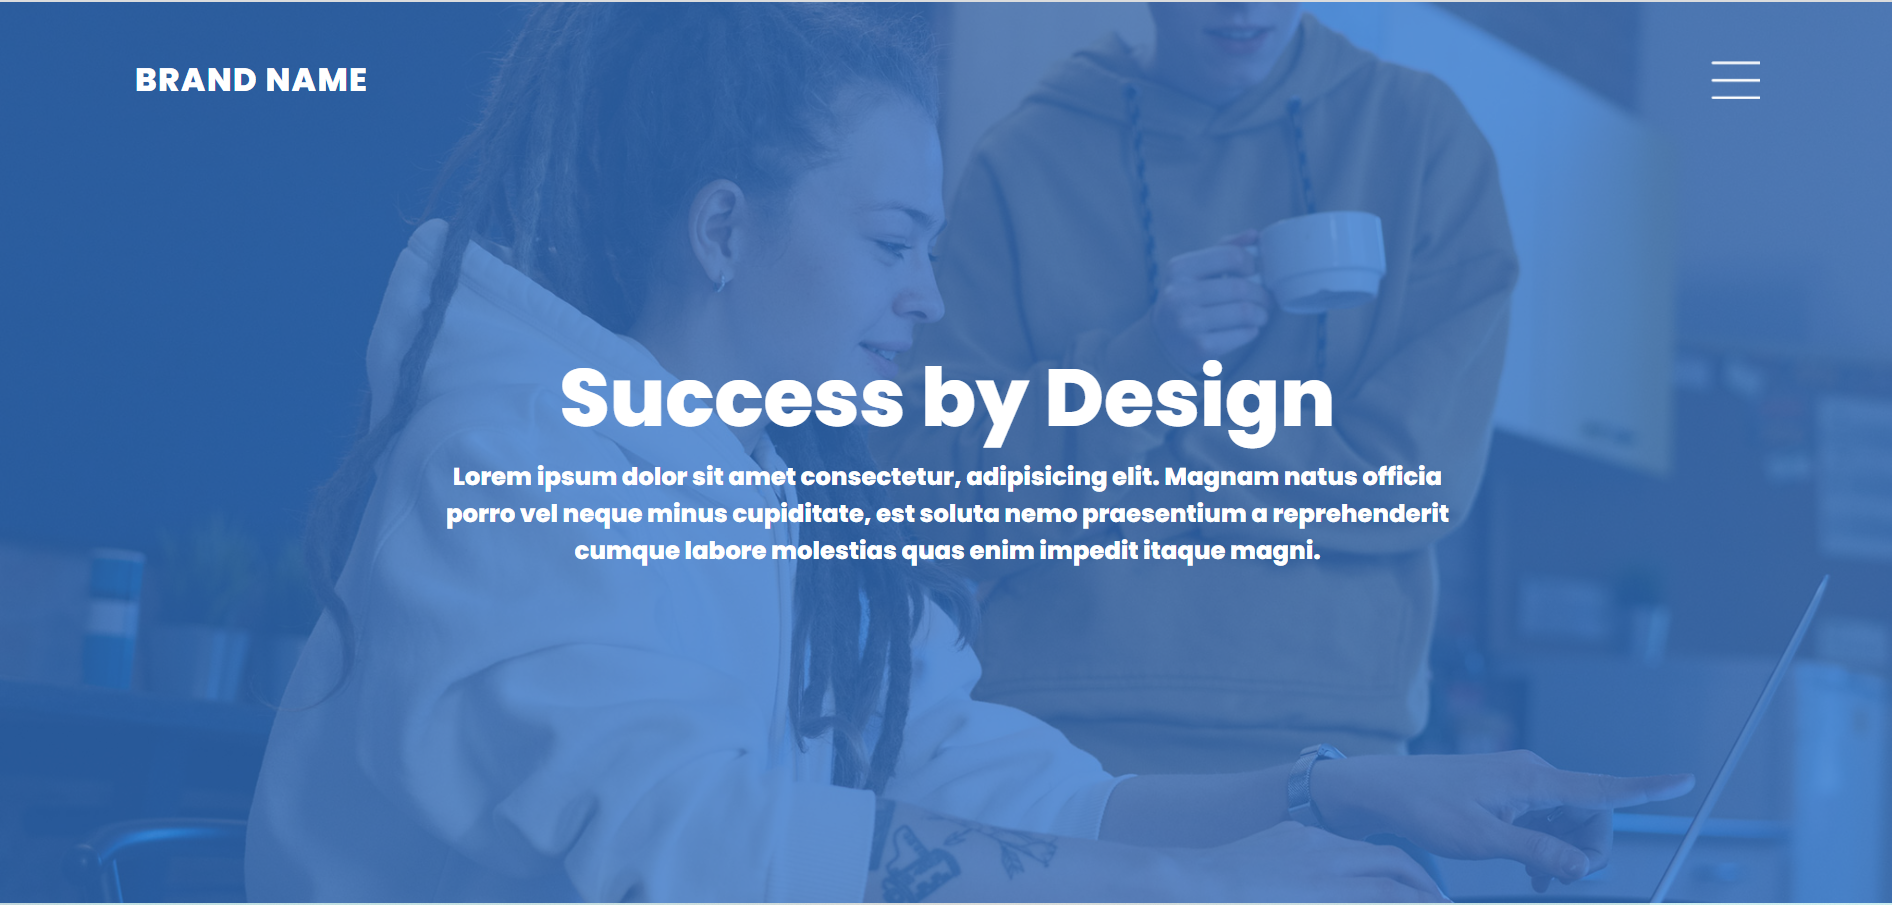 BRAND NAME
Success by Design
Lorem ipsum dolor sit amet consectetur, adipisicing elit. Magnam natus officia
porro vel neque minus cupiditate, est soluta nemo praesentium a reprehenderit
cumque labore molestias quas enim impedit itaque magni.